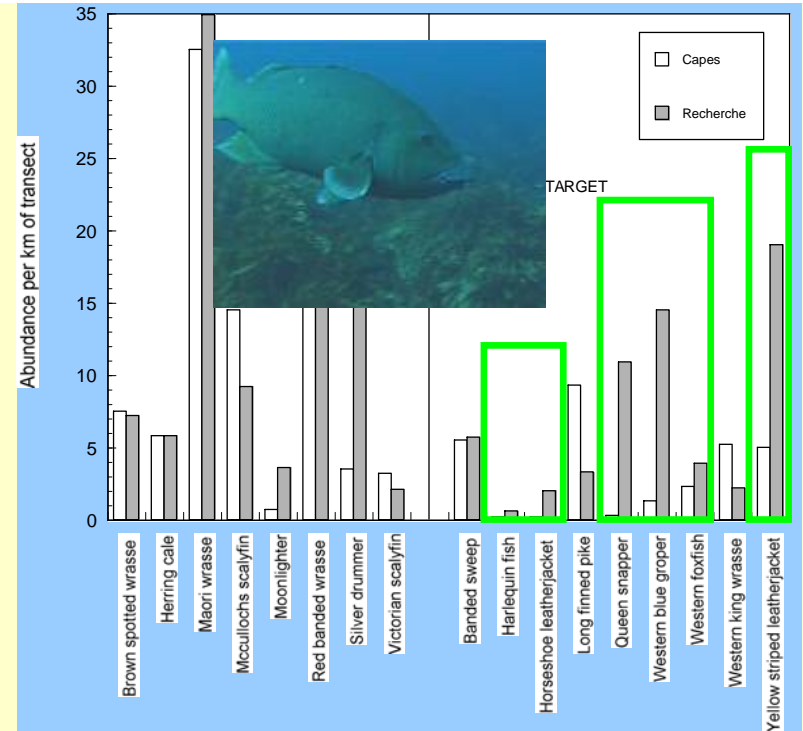 Abundance per km of transect
35
30
25
20
15
10
5
0
Capes
Recherche
TARGET
Brown spotted wrasse
Herring cale
Maori wrasse
Mccullochs scalyfin
Moonlighter
Red banded wrasse
Silver drummer
Victorian scalyfin
Banded sweep
Harlequin fish
Horseshoe leatherjacket
Long finned pike
Queen snapper
Western blue groper
Western foxfish
Western king wrasse
Yellow striped leatherjacket